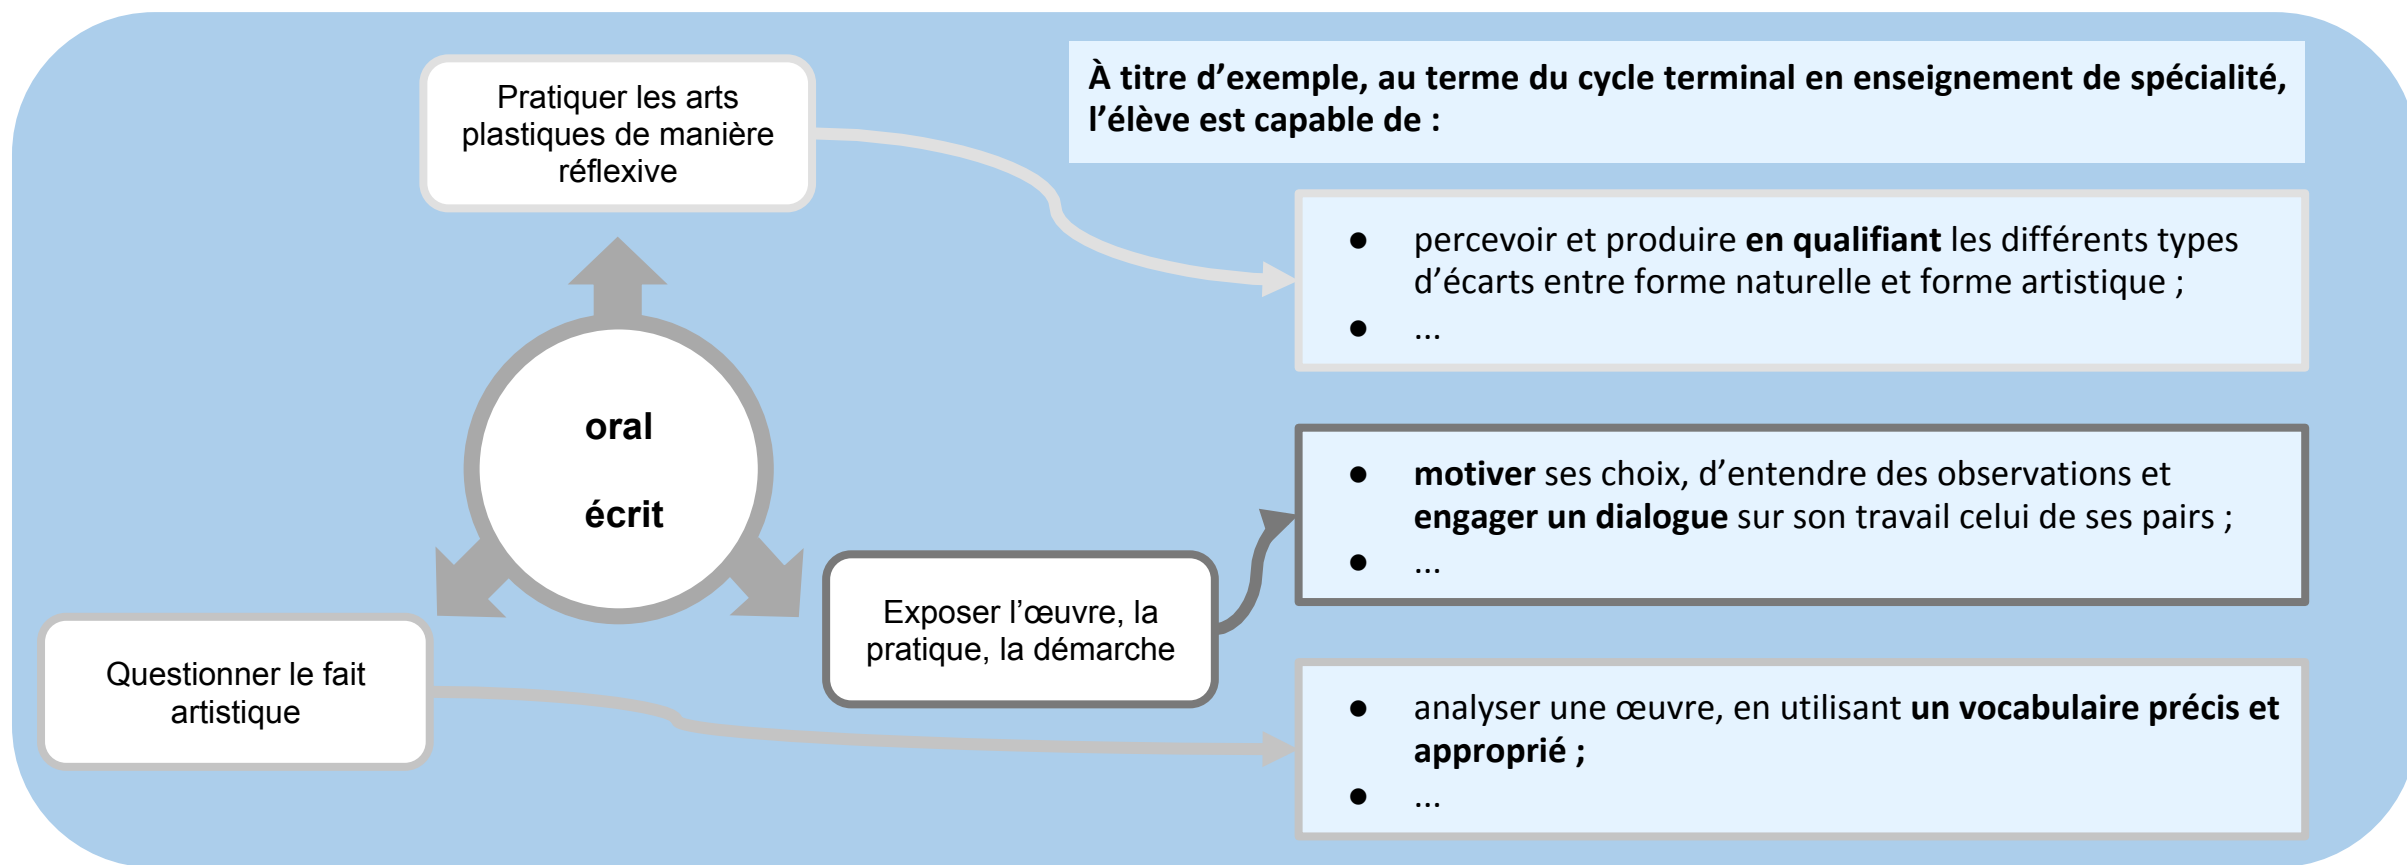 Pratiquer les arts
plastiques de manière
réflexive
À titre d’exemple, au terme du cycle terminal en enseignement de spécialité,
l’élève est capable de :
● percevoir et produire en qualifiant les différents types
d’écarts entre forme naturelle et forme artistique ;
● ...
oral
écrit
● motiver ses choix, d’entendre des observations et
engager un dialogue sur son travail celui de ses pairs ;
● ...
Exposer l’œuvre, la
pratique, la démarche
Questionner le fait
artistique
● analyser une œuvre, en utilisant un vocabulaire précis et
approprié ;
● ...